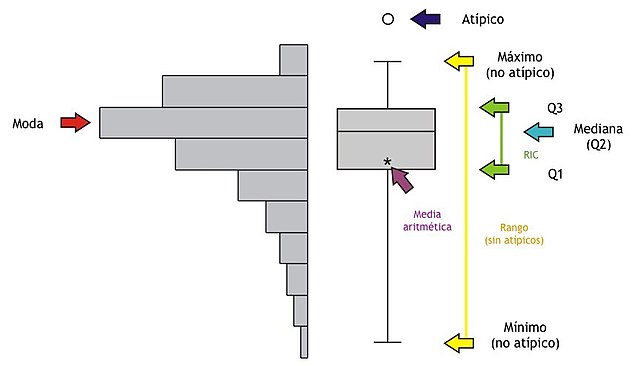 Atípico
Máximo
(no atípico)
Moda
Q3
Mediana
(Q2)
RIC
Q1
*
Media
aritmética
Rango
(sin atípicos)
Mínimo
(no atípico)